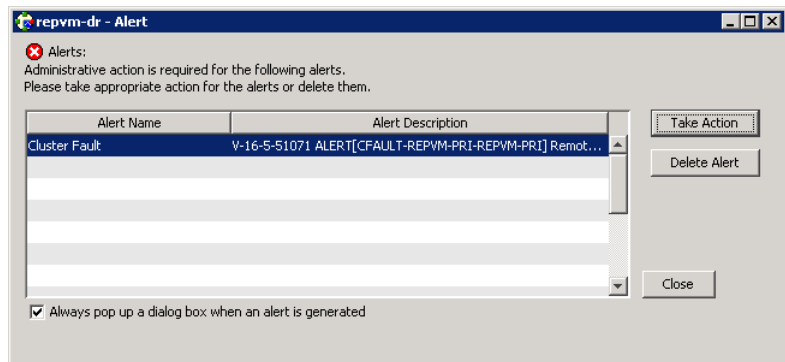 repvm-dr - Alert
Alerts:
Administrative action is required for the following alerts.
Please take appropriate action for the alerts or delete them.
Alert Name Alert Description
Cluster Fault V-16-5-51071 ALERT[CFAULT-REPVM-PRI-REPVM-PRI] Remot...
Take Action
Delete Alert
Close
Always pop up a dialog box when an alert is generated